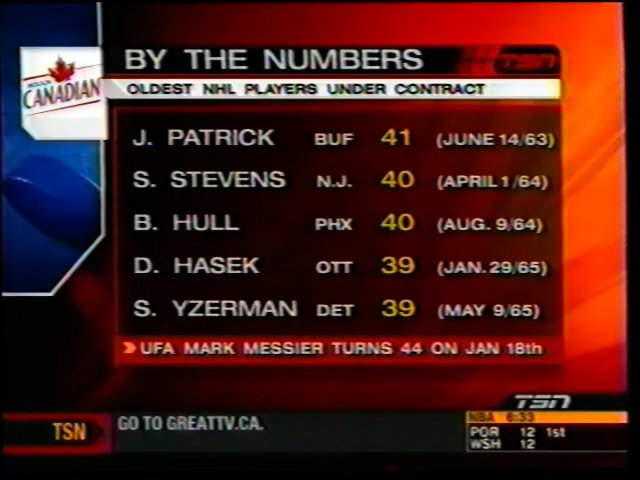 BY THE NUMBERS
TSN
MOLSON
CANADIAN
OLDEST NHL PLAYERS UNDER CONTRACT
J. PATRICK BUF 41 (JUNE 14/63)
S. STEVENS N.J. 40 (APRIL 1/64)
B. HULL PHX 40 (AUG. 9/64)
D. HASEK OTT 39 (JAN. 29/65)
S. YZERMAN DET 39 (MAY 9/65)
UFA MARK MESSIER TURNS 44 ON JAN 18th
TSN
TSN GO TO GREATTV.CA.
NBA 6:33
POR 12 1st
WSH 12